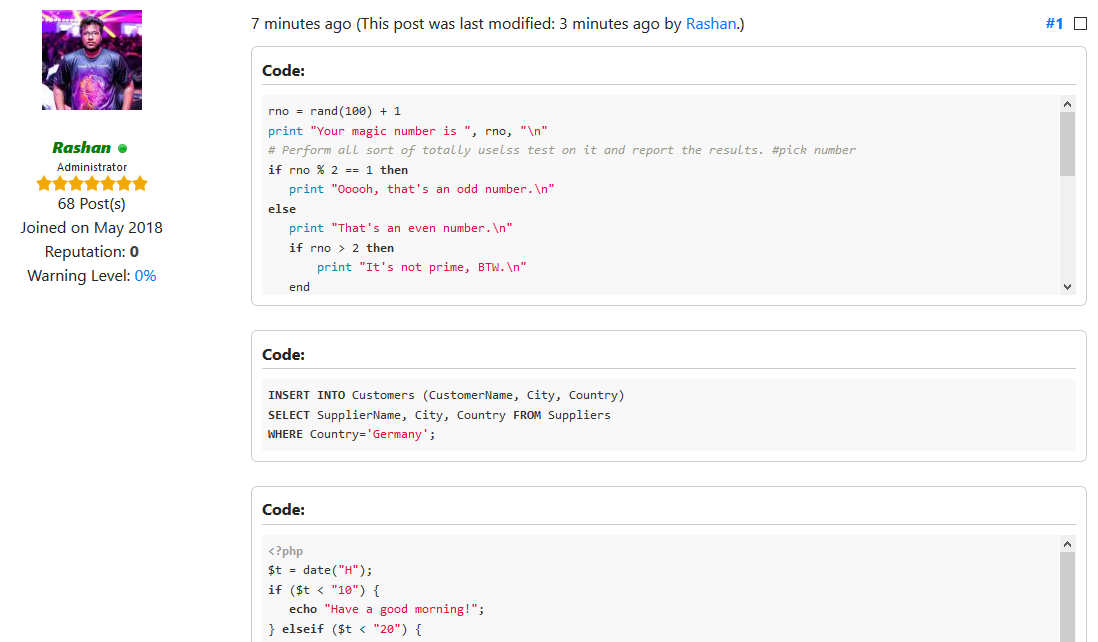 7 minutes ago (This post was last modified: 3 minutes ago by Rashan.)
#1
Rashan
Administrator
68 Post(s)
Joined on May 2018
Reputation: 0
Warning Level: 0%
Code:
rno = rand(100) + 1
print "Your magic number is ", rno, "\n"
# Perform all sort of totally uselss test on it and report the results. #pick number
if rno % 2 == 1 then
print "Ooooh, that's an odd number.\n"
else
print "That's an even number.\n"
if rno > 2 then
print "It's not prime, BTW.\n"
end
Code:
INSERT INTO Customers (CustomerName, City, Country)
SELECT SupplierName, City, Country FROM Suppliers
WHERE Country='Germany';
Code:
<?php
$t = date("H");
if ($t < "10") {
echo "Have a good morning!";
} elseif ($t < "20") {